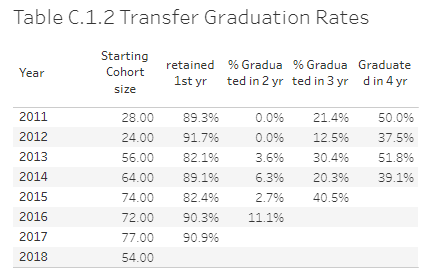 Table C.1.2 Transfer Graduation Rates
Year Starting Cohort size retained 1st yr % Gradua ted in 2 yr % Gradua ted in 3 yr Graduate d in 4 yr
2011 28.00 89.3% 0.0% 21.4% 50.0%
2012 24.00 91.7% 0.0% 12.5% 37.5%
2013 56.00 82.1% 3.6% 30.4% 51.8%
2014 64.00 89.1% 6.3% 20.3% 39.1%
2015 74.00 82.4% 2.7% 40.5%
2016 72.00 90.3% 11.1%
2017 77.00 90.9%
2018 54.00